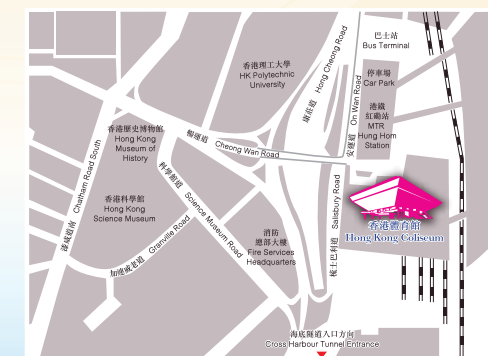 巴士站
Bus Terminal
香港理工大學
HK Polytechnic
University
康莊道 Hong Cheong Road
停車場
Car Park
安運道 On Wan Road
港鐵
紅磡站
MTR
Hung Hom
Station
香港歷史博物館
Hong Kong
Museum of
History
暢運道 Cheong Wan Road
漆咸道南 Chatham Road South
科學館道 Science Museum Road
香港科學館
Hong Kong
Science Museum
加連威老道 Granville Road
消防
總部大樓
Fire Services
Headquarters
梳士巴利道 Salisbury Road
香港體育館
Hong Kong Coliseum
海底隧道入口方向
Cross Harbour Tunnel Entrance